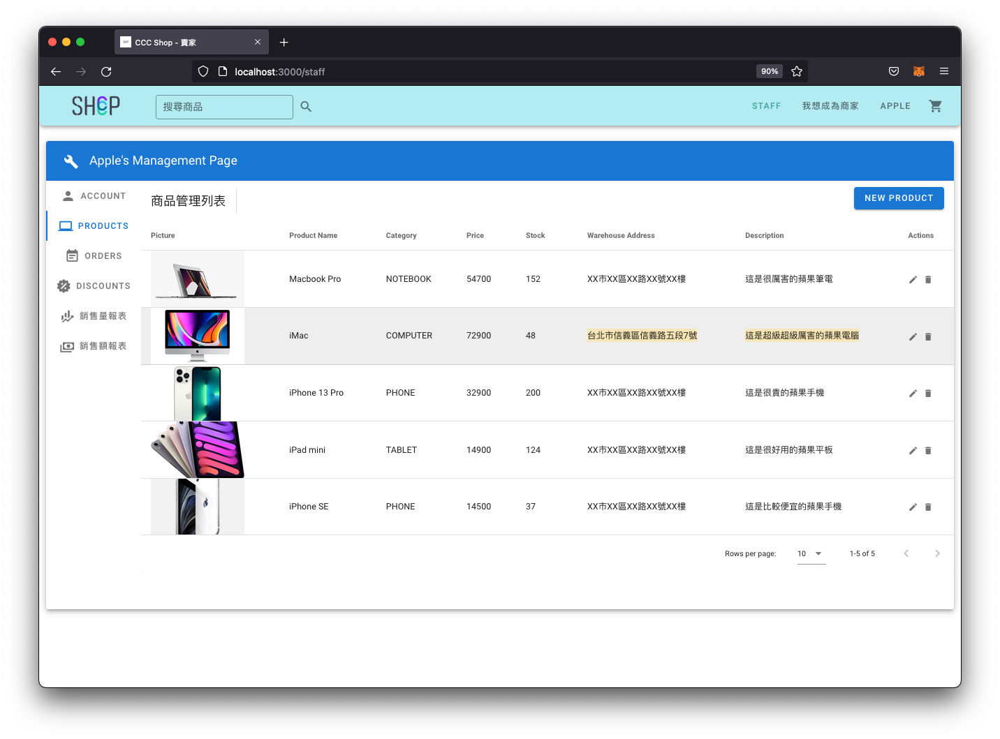 CCC Shop - 賣家
localhost:3000/staff
90%
SHCP
搜尋商品
STAFF
我想成為商家
APPLE
Apple's Management Page
ACCOUNT
PRODUCTS
ORDERS
DISCOUNTS
銷售量報表
銷售額報表
商品管理列表
NEW PRODUCT
Picture Product Name Category Price Stock Warehouse Address Description Actions
Macbook Pro NOTEBOOK 54700 152 XX市XX區XX路XX號XX樓 這是很厲害的蘋果筆電
iMac COMPUTER 72900 48 台北市信義區信義路五段7號 這是超級超級厲害的蘋果電腦
iPhone 13 Pro PHONE 32900 200 XX市XX區XX路XX號XX樓 這是很貴的蘋果手機
iPad mini TABLET 14900 124 XX市XX區XX路XX號XX樓 這是很好用的蘋果平板
iPhone SE PHONE 14500 37 XX市XX區XX路XX號XX樓 這是比較便宜的蘋果手機
Rows per page: 10 1-5 of 5